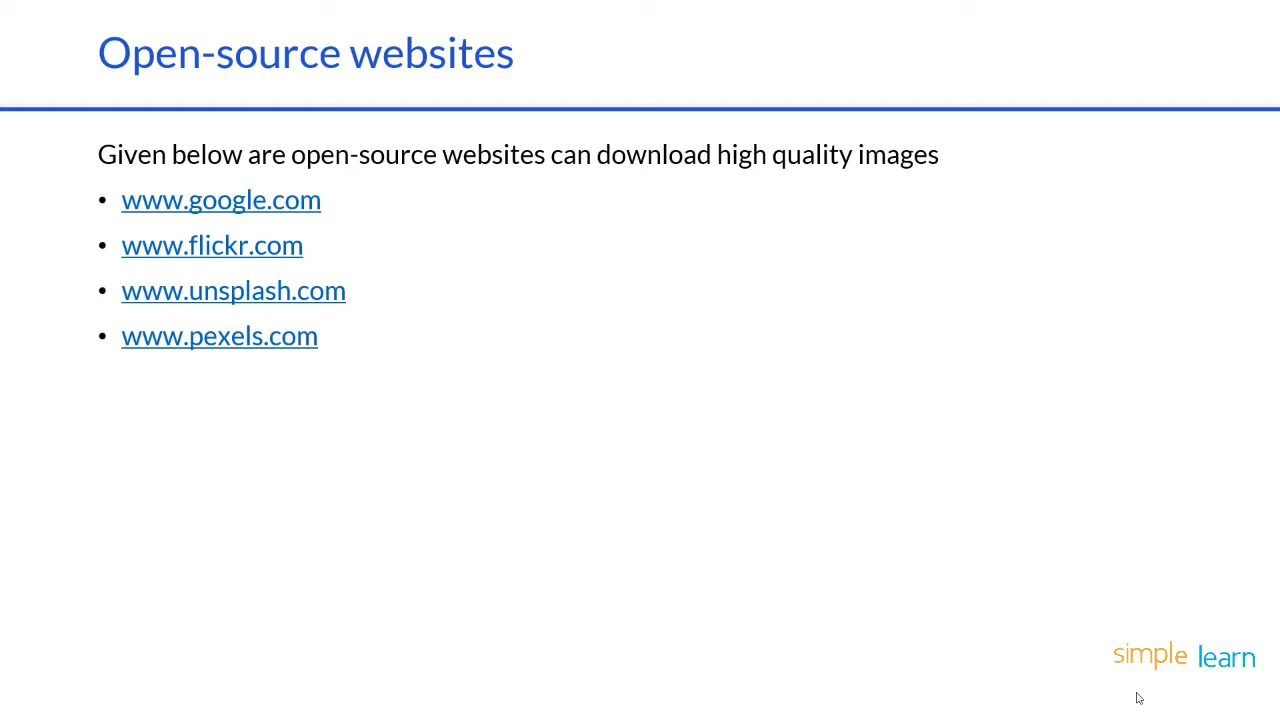 Open-source websites
Given below are open-source websites can download high quality images
• www.google.com
• www.flickr.com
• www.unsplash.com
• www.pexels.com
simple learn